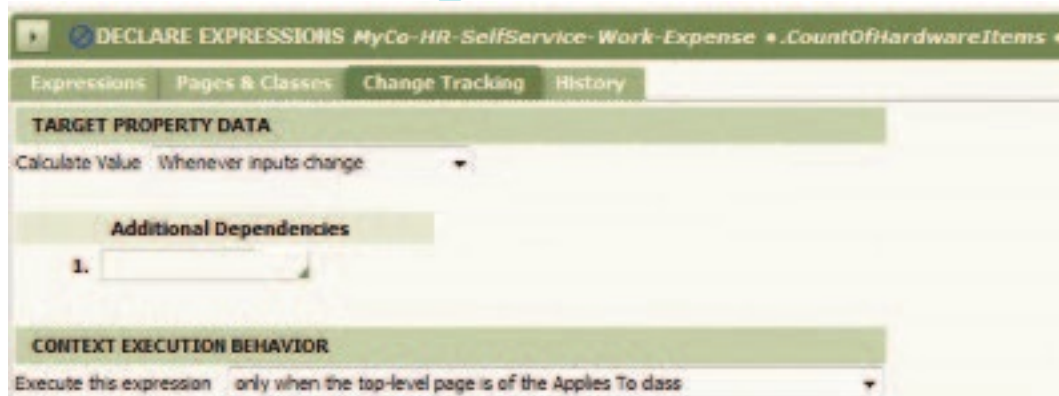 DECLARE EXPRESSIONS MyCo-HR-SelfService-Work-Expense •.CountOfHardwareItems •
Expressions Pages & Classes Change Tracking History
TARGET PROPERTY DATA
Calculate Value Whenever inputs change
Additional Dependencies
1.
CONTEXT EXECUTION BEHAVIOR
Execute this expression only when the top-level page is of the Applies To class